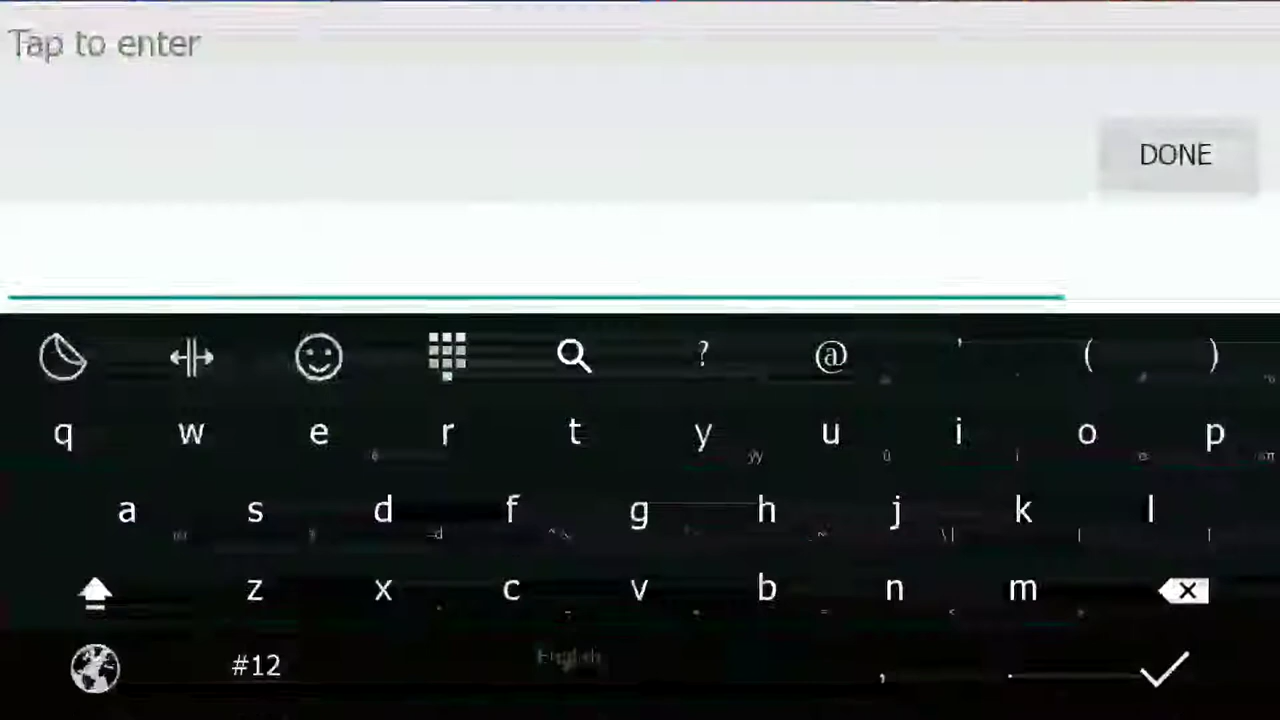 Tap to enter
DONE
? @ ' ( )
q w e r t y u i o p
a s d f g h j k l
z x c v b n m
#12 English , .